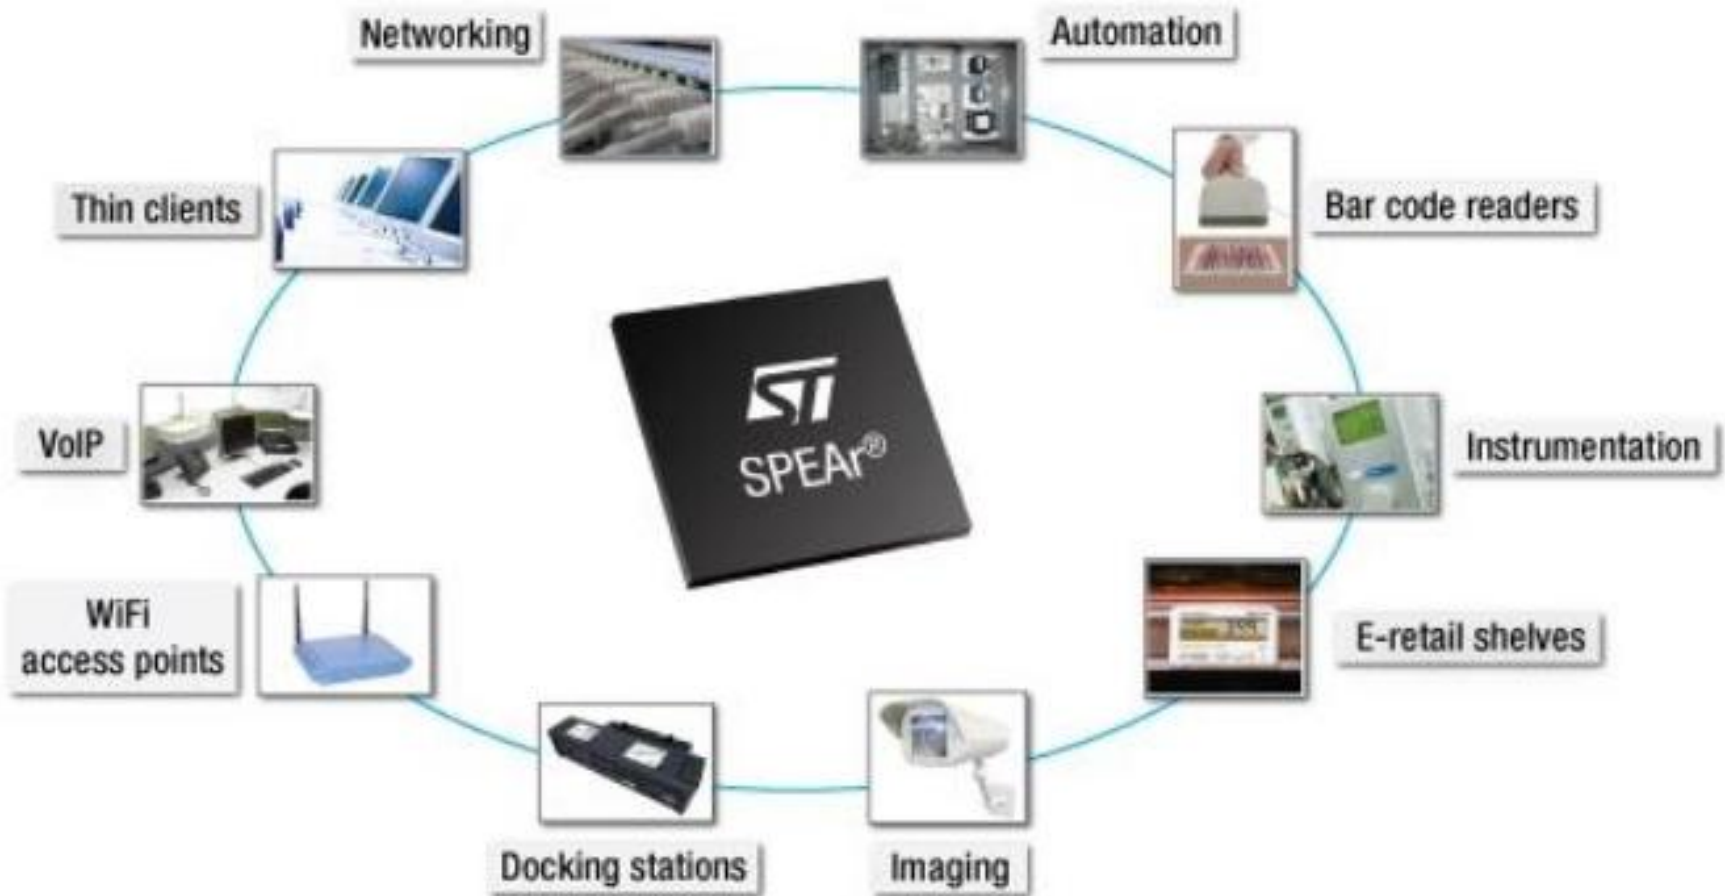 Networking
Automation
Thin clients
Bar code readers
ST
SPEAr®
VoIP
Instrumentation
WiFi
access points
E-retail shelves
Docking stations
Imaging